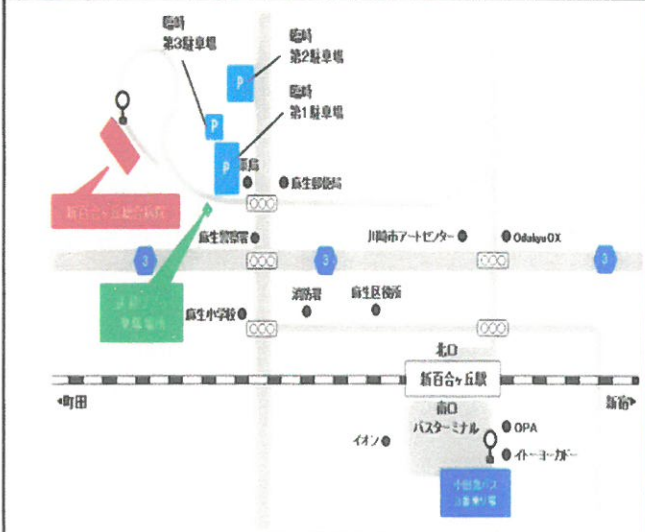 臨時
第3駐車場
臨時
第2駐車場
臨時
第1駐車場
P
P
P
薬局
麻生郵便局
新百合ヶ丘総合病院
麻生警察署
川崎市アートセンター
OdakyuOX
3
3
3
消防署
麻生区役所
麻生小学校
北口
新百合ヶ丘駅
町田
新宿
南口
バスターミナル
OPA
イオン
イトーヨーカドー
小田急バス